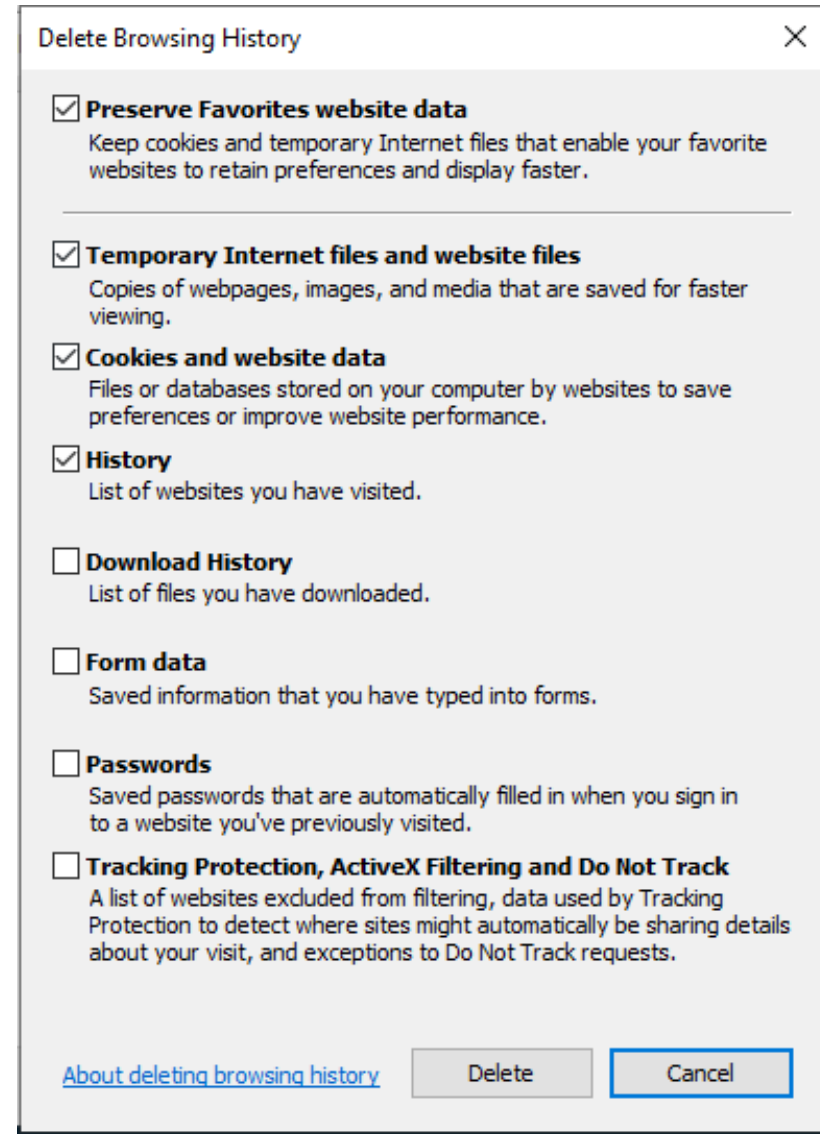 Delete Browsing History
Preserve Favorites website data
Keep cookies and temporary Internet files that enable your favorite
websites to retain preferences and display faster.
Temporary Internet files and website files
Copies of webpages, images, and media that are saved for faster
viewing.
Cookies and website data
Files or databases stored on your computer by websites to save
preferences or improve website performance.
History
List of websites you have visited.
Download History
List of files you have downloaded.
Form data
Saved information that you have typed into forms.
Passwords
Saved passwords that are automatically filled in when you sign in
to a website you've previously visited.
Tracking Protection, ActiveX Filtering and Do Not Track
A list of websites excluded from filtering, data used by Tracking
Protection to detect where sites might automatically be sharing details
about your visit, and exceptions to Do Not Track requests.
About deleting browsing history Delete Cancel